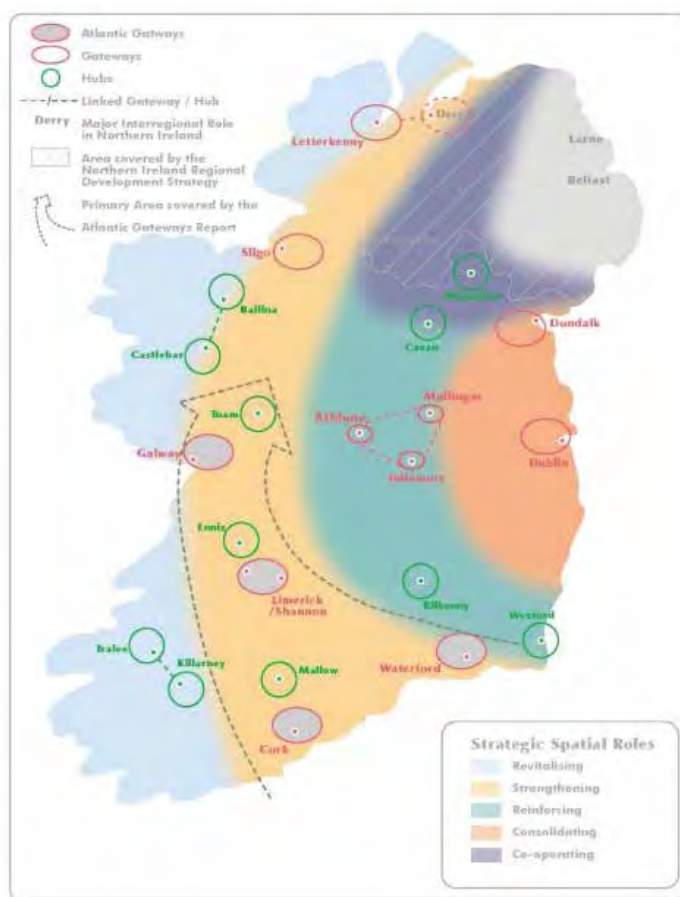 Atlantic Gatways
Gateways
Hubs
Linked Gateway / Hub
Derry
Major Interregional Role
in Northern Ireland
Area covered by the
Northern Ireland Regional
Development Strategy
Primary Area covered by the
Atlantic Gateways Report
Letterkenny
Derry
Larne
Belfast
Sligo
Ballina
Castlebar
Cavan
Dundalk
Tuam
Mullingar
Athlone
Galway
Dublin
Ennis
Limerick
/Shannon
Kilkenny
Wexford
Tralee
Killarney
Mallow
Waterford
Cork
Strategic Spatial Roles
Revitalising
Strengthening
Reinforcing
Consolidating
Co-operating